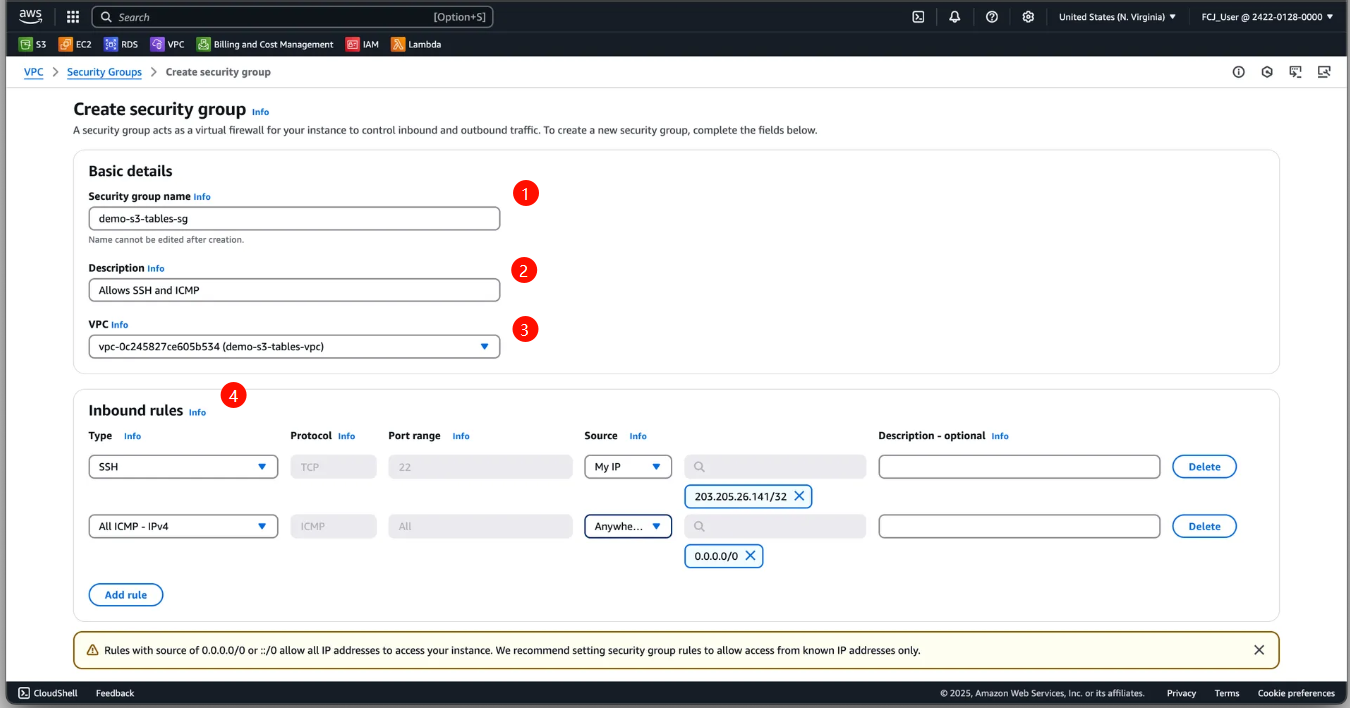 aws Search [Option+S] United States (N. Virginia) FCJ_User @ 2422-0128-0000
S3 EC2 RDS VPC Billing and Cost Management IAM Lambda
VPC > Security Groups > Create security group
Create security group Info
A security group acts as a virtual firewall for your instance to control inbound and outbound traffic. To create a new security group, complete the fields below.
Basic details
Security group name Info
1
demo-s3-tables-sg
Name cannot be edited after creation.
Description Info
2
Allows SSH and ICMP
VPC Info
3
vpc-0c245827ce605b534 (demo-s3-tables-vpc)
4
Inbound rules Info
Type Info Protocol Info Port range Info Source Info Description - optional Info
SSH TCP 22 My IP Delete
203.205.26.141/32
All ICMP - IPv4 ICMP All Anywhe... Delete
0.0.0.0/0
Add rule
Rules with source of 0.0.0.0/0 or ::/0 allow all IP addresses to access your instance. We recommend setting security group rules to allow access from known IP addresses only.
CloudShell Feedback © 2025, Amazon Web Services, Inc. or its affiliates. Privacy Terms Cookie preferences